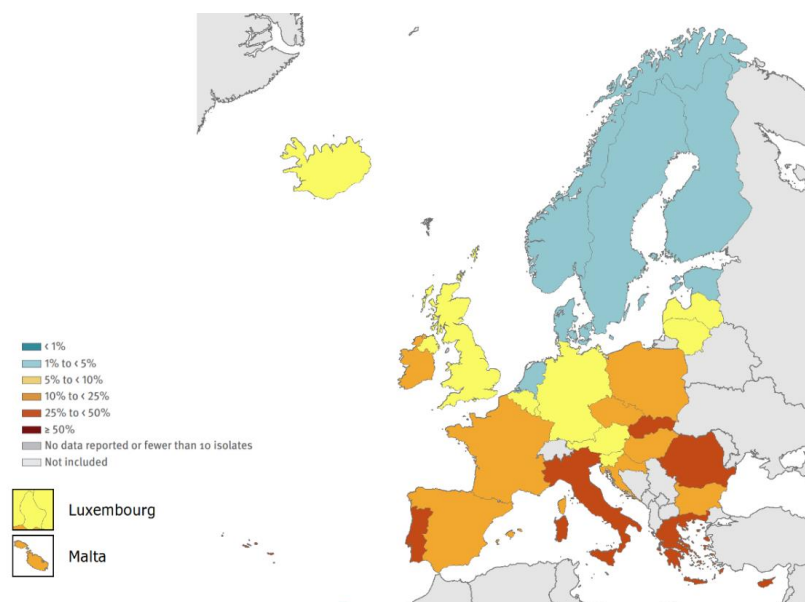 < 1%
1% to < 5%
5% to < 10%
10% to < 25%
25% to < 50%
≥ 50%
No data reported or fewer than 10 isolates
Not included
Luxembourg
Malta